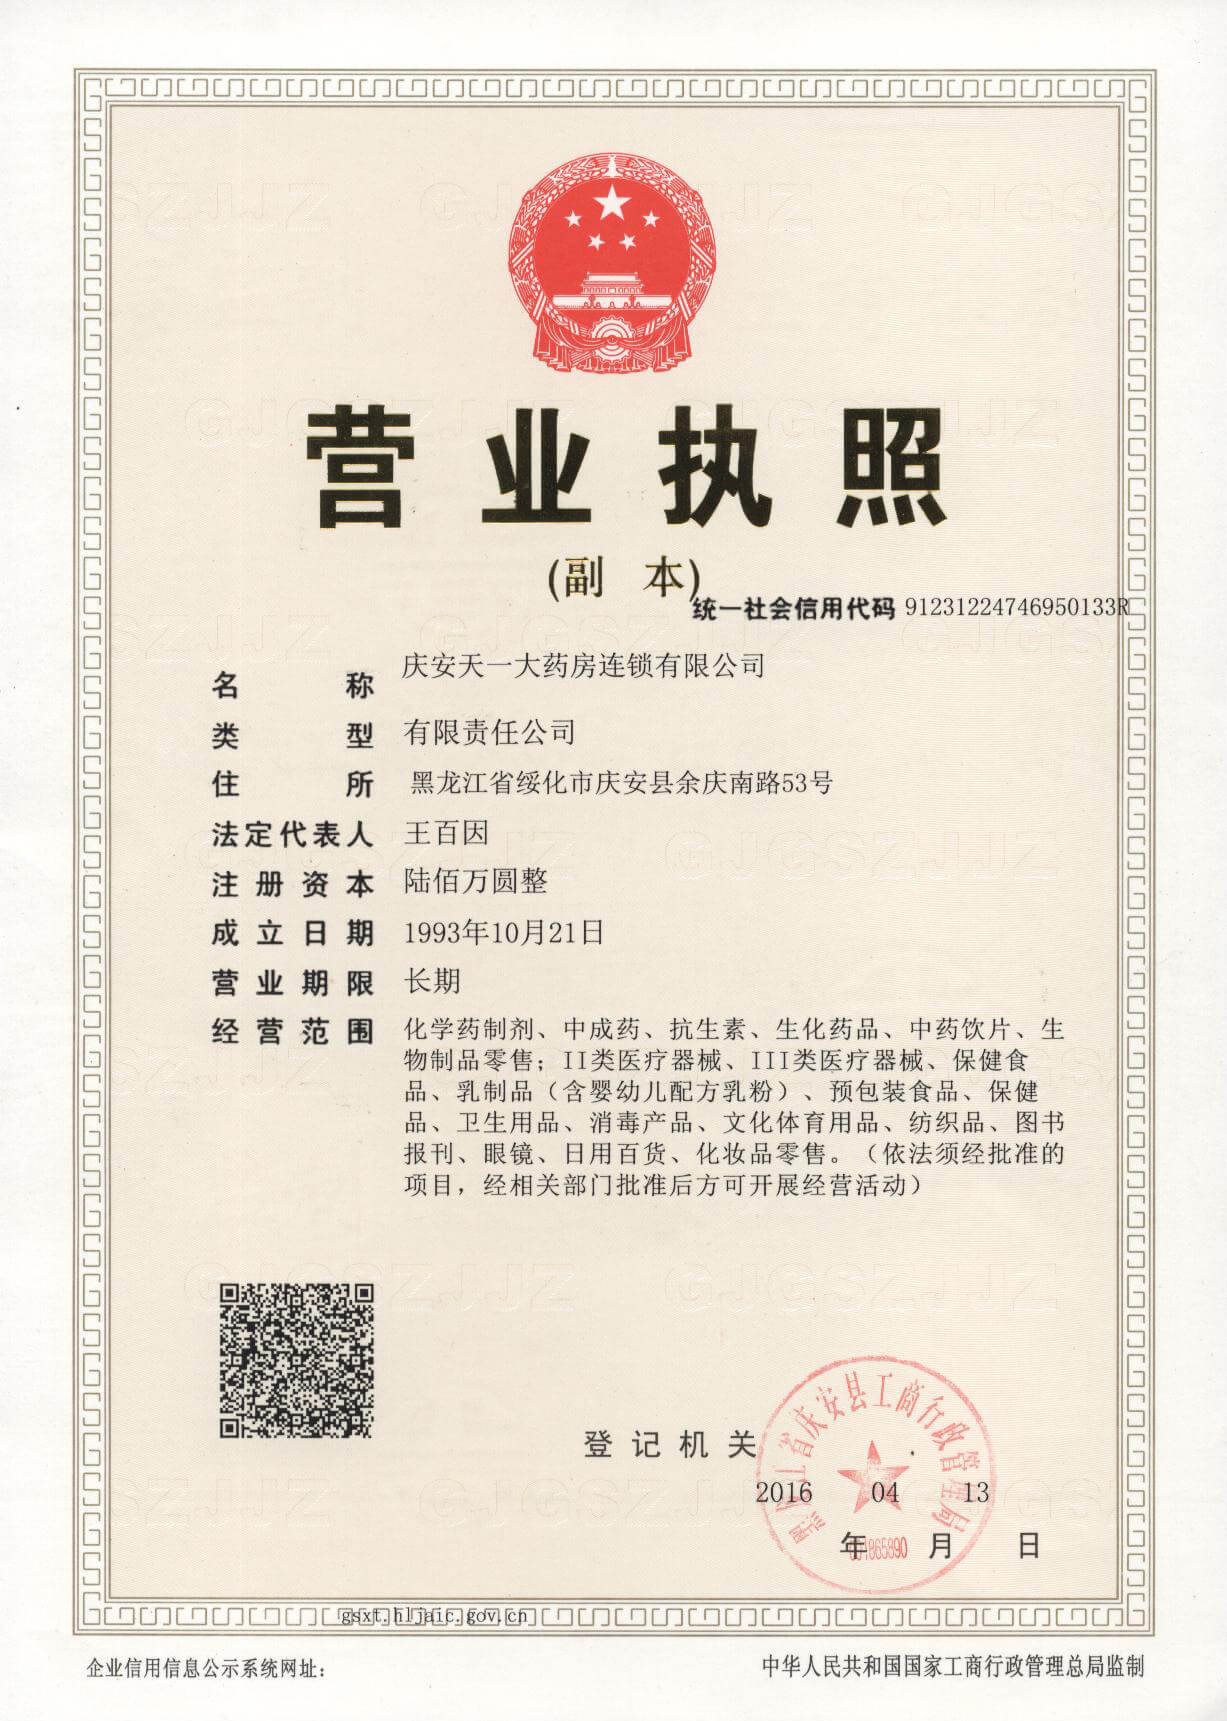 营业执照
(副 本)
统一社会信用代码 91231224746950133R
名称 庆安天一大药房连锁有限公司
类型 有限责任公司
住所 黑龙江省绥化市庆安县余庆南路53号
法定代表人 王百因
注册资本 陆佰万圆整
成立日期 1993年10月21日
营业期限 长期
经营范围 化学药制剂、中成药、抗生素、生化药品、中药饮片、生
物制品零售；II类医疗器械、III类医疗器械、保健食
品、乳制品（含婴幼儿配方乳粉）、预包装食品、保健
品、卫生用品、消毒产品、文化体育用品、纺织品、图书
报刊、眼镜、日用百货、化妆品零售。（依法须经批准的
项目，经相关部门批准后方可开展经营活动）
登记机关
黑龙江省庆安县工商行政管理局
2016 04 13
年 月 日
gsxt.hljaic.gov.cn
企业信用信息公示系统网址：
中华人民共和国国家工商行政管理总局监制